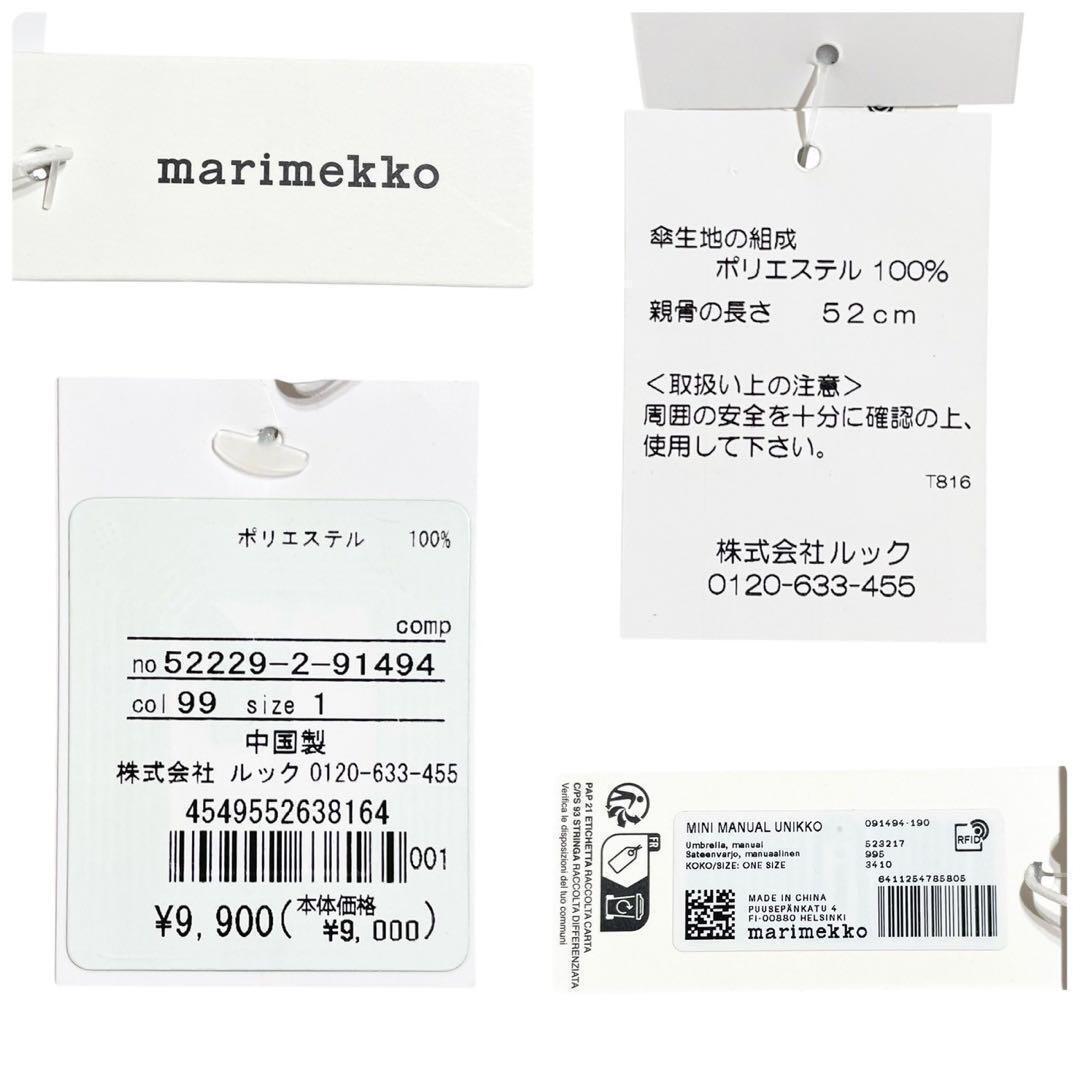 marimekko
傘生地の組成
ポリエステル 100%
親骨の長さ 52cm
<取扱い上の注意>
周囲の安全を十分に確認の上、
使用して下さい。
T816
株式会社ルック
0120-633-455
ポリエステル 100%
comp
no 52229-2-91494
col 99 size 1
中国製
株式会社 ルック 0120-633-455
4549552638164
001
¥9,900(本体価格 ¥9,000)
PAP 21 ETICHETTA RACCOLTA CARTA
C/PS 93 STRINGA RACCOLTA DIFFERENZIATA
Verifica le disposizioni del tuo comune
FR
MINI MANUAL UNIKKO 091494-190
Umbrella, manual 523217
Sateenvarjo, manuaalinen 995
KOKO/SIZE: ONE SIZE 3410
RFID
6411254785805
MADE IN CHINA
PUUSEPÄNKATU 4
FI-00880 HELSINKI
marimekko